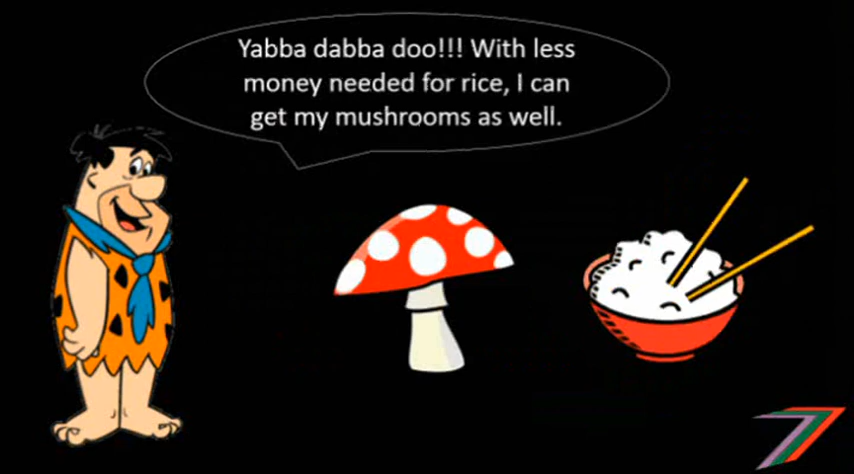 Yabba dabba doo!!! With less
money needed for rice, I can
get my mushrooms as well.